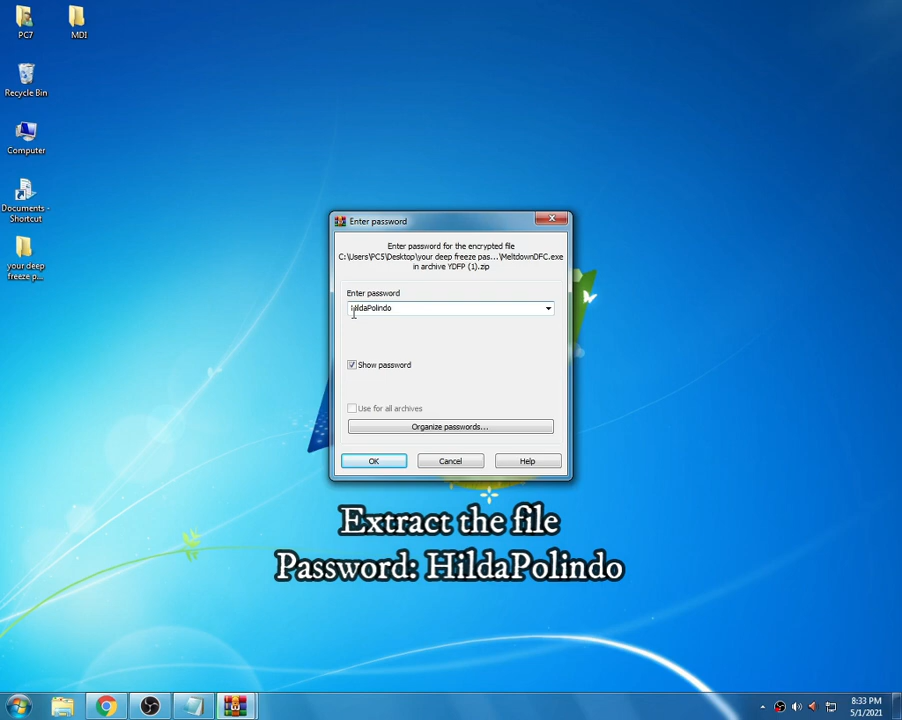 PC7
MDI
Recycle Bin
Computer
Documents -
Shortcut
your deep
freeze p...
Enter password
Enter password for the encrypted file
C:\Users\PC5\Desktop\your deep freeze pas...\MeltdownDFC.exe
in archive YDFP (1).zip
Enter password
HildaPolindo
Show password
Use for all archives
Organize passwords...
OK
Cancel
Help
Extract the file
Password: HildaPolindo
8:33 PM
5/1/2021